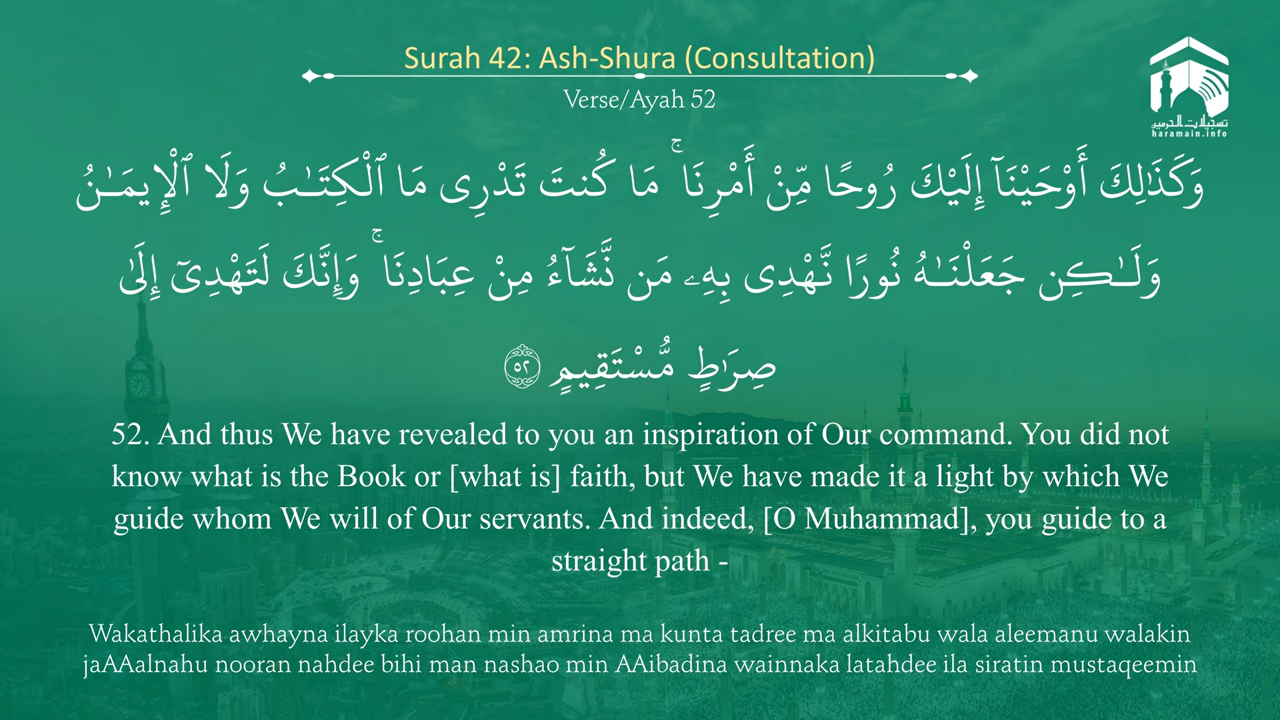 Surah 42: Ash-Shura (Consultation)
Verse/Ayah 52
تسجيلات الحرمين
haramain.info
وَكَذَٰلِكَ أَوْحَيْنَآ إِلَيْكَ رُوحًا مِّنْ أَمْرِنَا ۚ مَا كُنتَ تَدْرِى مَا ٱلْكِتَـٰبُ وَلَا ٱلْإِيمَـٰنُ
وَلَـٰكِن جَعَلْنَـٰهُ نُورًا نَّهْدِى بِهِۦ مَن نَّشَآءُ مِنْ عِبَادِنَا ۚ وَإِنَّكَ لَتَهْدِىٓ إِلَىٰ
صِرَٰطٍ مُّسْتَقِيمٍ ٥٢
52. And thus We have revealed to you an inspiration of Our command. You did not
know what is the Book or [what is] faith, but We have made it a light by which We
guide whom We will of Our servants. And indeed, [O Muhammad], you guide to a
straight path -
Wakathalika awhayna ilayka roohan min amrina ma kunta tadree ma alkitabu wala aleemanu walakin
jaAAalnahu nooran nahdee bihi man nashao min AAibadina wainnaka latahdee ila siratin mustaqeemin